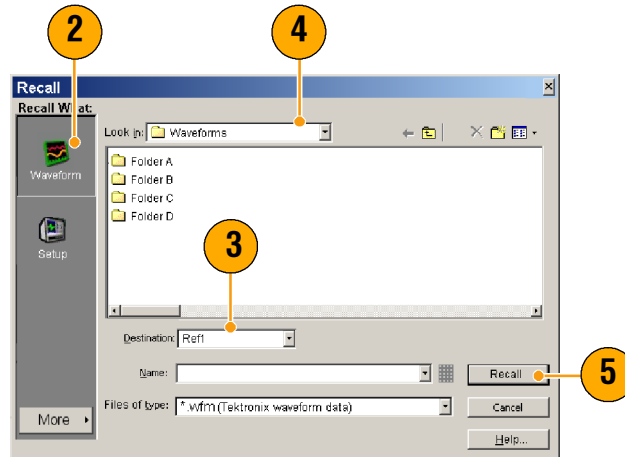 2
4
Recall
Recall What:
Look in: Waveforms
Waveform
Folder A
Folder B
Folder C
Folder D
Setup
3
Destination: Ref1
Name:
Recall
5
Files of type: *.wfm (Tektronix waveform data)
Cancel
More
Help...